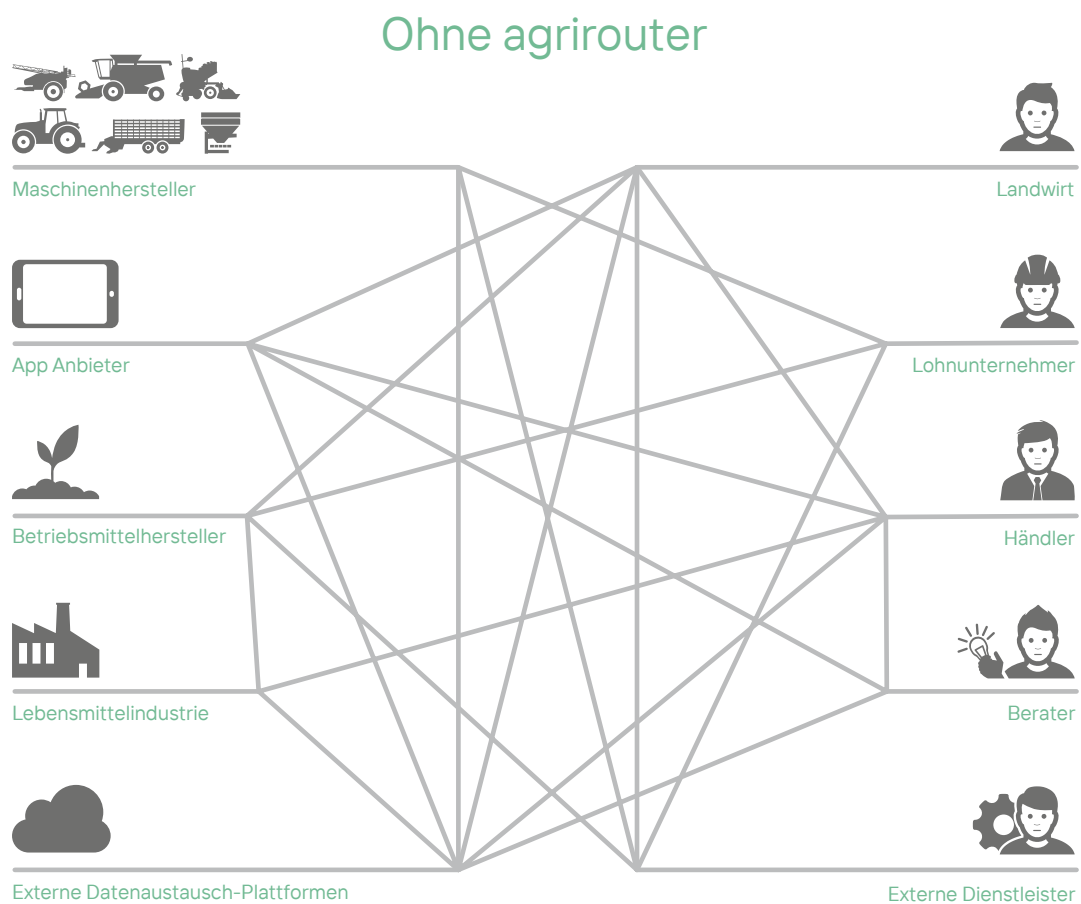 Ohne agrirouter
Maschinenhersteller
Landwirt
App Anbieter
Lohnunternehmer
Betriebsmittelhersteller
Händler
Lebensmittelindustrie
Berater
Externe Datenaustausch-Plattformen
Externe Dienstleister